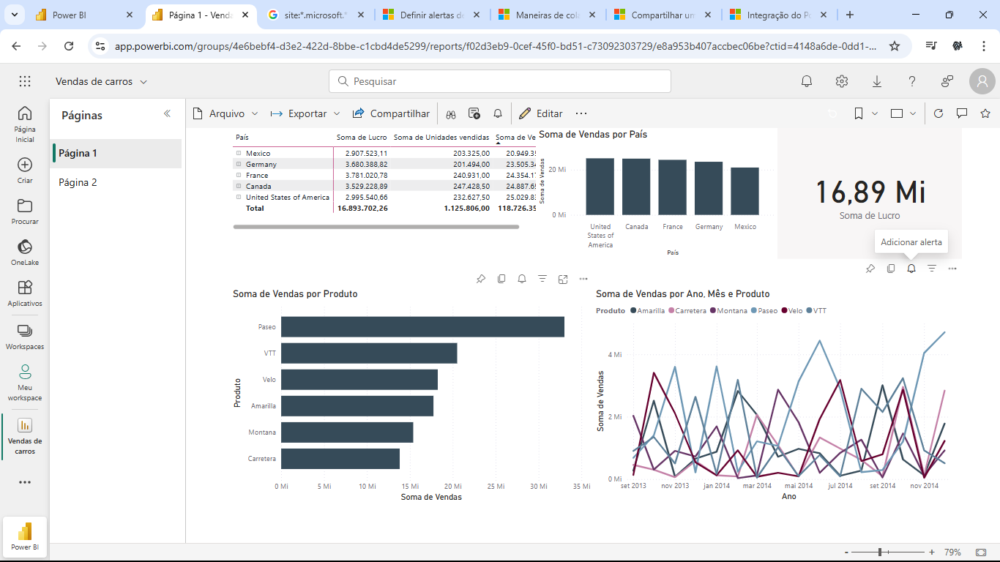 Power BI
Página 1 - Venda
site:*.microsoft.*
Definir alertas de
Maneiras de cola
Compartilhar um
Integração do Po
app.powerbi.com/groups/4e6bebf4-d3e2-422d-8bbe-c1cbd4de5299/reports/f02d3eb9-0cef-45f0-bd51-c73092303729/e8a953b407accbec06be?ctid=4148a6de-0dd1-...
Vendas de carros
Pesquisar
Página
Inicial
Criar
Procurar
OneLake
Aplicativos
Workspaces
Meu
workspace
Vendas de
carros
Power BI
Páginas
Página 1
Página 2
Arquivo
Exportar
Compartilhar
Editar
País Soma de Lucro Soma de Unidades vendidas Soma de Ve
Mexico 2.907.523,11 203.325,00 20.949.3
Germany 3.680.388,82 201.494,00 23.505.3
France 3.781.020,78 240.931,00 24.354.1
Canada 3.529.228,89 247.428,50 24.887.6
United States of America 2.995.540,66 232.627,50 25.029.8
Total 16.893.702,26 1.125.806,00 118.726.35
Soma de Vendas por País
Soma de Vendas
20 Mi
0 Mi
United
States of
America
Canada
France
Germany
Mexico
País
16,89 Mi
Soma de Lucro
Adicionar alerta
Soma de Vendas por Produto
Produto
Paseo
VTT
Velo
Amarilla
Montana
Carretera
0 Mi 5 Mi 10 Mi 15 Mi 20 Mi 25 Mi 30 Mi 35 Mi
Soma de Vendas
Soma de Vendas por Ano, Mês e Produto
Produto Amarilla Carretera Montana Paseo Velo VTT
Soma de Vendas
4 Mi
2 Mi
0 Mi
set 2013 nov 2013 jan 2014 mar 2014 mai 2014 jul 2014 set 2014 nov 2014
Ano
- + 79%